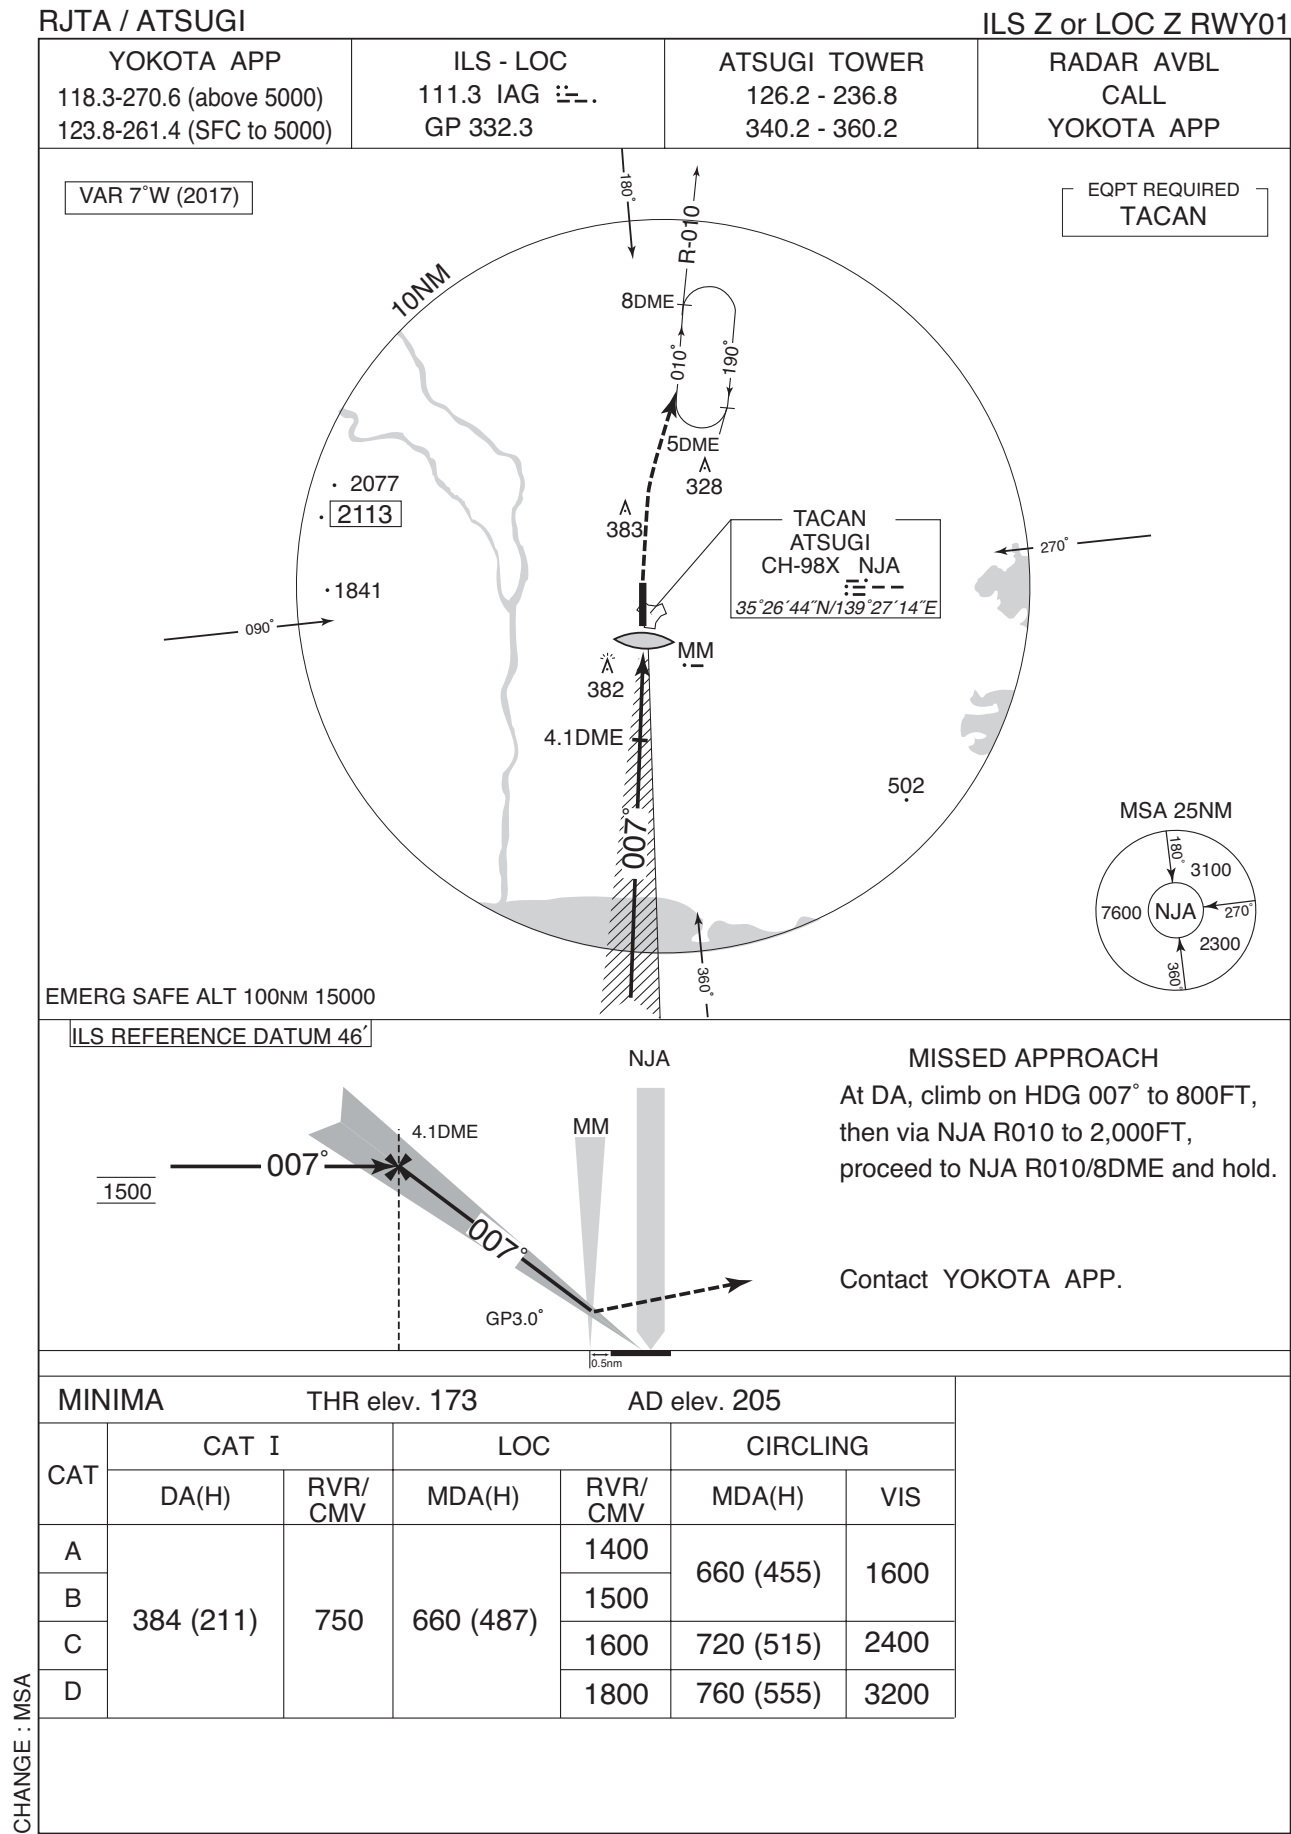 RJTA / ATSUGI
ILS Z or LOC Z RWY01
YOKOTA APP
118.3-270.6 (above 5000)
123.8-261.4 (SFC to 5000)
ILS - LOC
111.3 IAG
GP 332.3
ATSUGI TOWER
126.2 - 236.8
340.2 - 360.2
RADAR AVBL
CALL
YOKOTA APP
VAR 7°W (2017)
EQPT REQUIRED
TACAN
180°
R-010
10NM
8DME
010°
190°
5DME
328
383
2077
2113
1841
090°
270°
TACAN
ATSUGI
CH-98X NJA
35°26´44˝N/139°27´14˝E
MM
382
4.1DME
502
007°
360°
MSA 25NM
180°
3100
7600
NJA
270°
2300
360°
EMERG SAFE ALT 100NM 15000
ILS REFERENCE DATUM 46´
NJA
MM
4.1DME
007°
1500
007°
GP3.0°
0.5nm
MISSED APPROACH
At DA, climb on HDG 007° to 800FT,
then via NJA R010 to 2,000FT,
proceed to NJA R010/8DME and hold.
Contact YOKOTA APP.
MINIMA THR elev. 173 AD elev. 205
CAT
CAT I
LOC
CIRCLING
DA(H)
RVR/
CMV
MDA(H)
RVR/
CMV
MDA(H)
VIS
A
B
C
D
384 (211)
750
660 (487)
1400
1500
1600
1800
660 (455)
1600
720 (515)
2400
760 (555)
3200
CHANGE : MSA